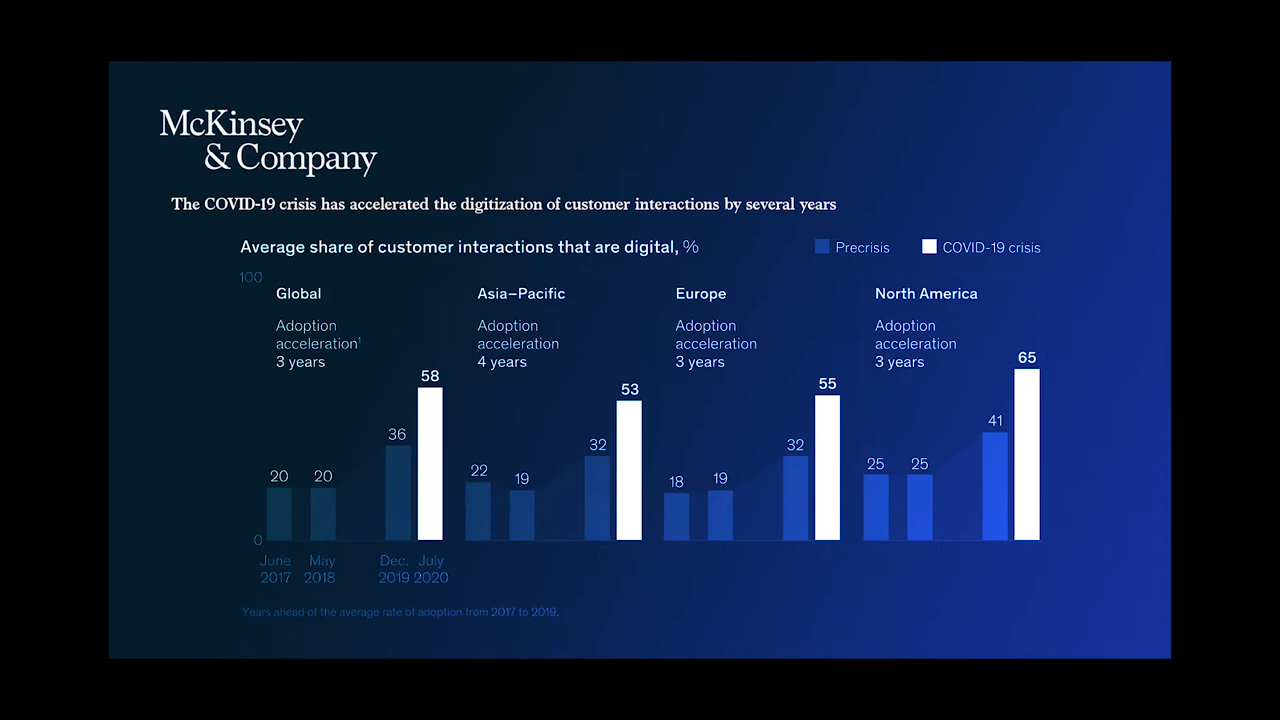 McKinsey
& Company
The COVID-19 crisis has accelerated the digitization of customer interactions by several years
Average share of customer interactions that are digital, %
Precrisis
COVID-19 crisis
100
Global
Asia–Pacific
Europe
North America
Adoption
acceleration¹
3 years
Adoption
acceleration
4 years
Adoption
acceleration
3 years
Adoption
acceleration
3 years
20
20
36
58
22
19
32
53
18
19
32
55
25
25
41
65
0
June
2017
May
2018
Dec.
2019
July
2020
Years ahead of the average rate of adoption from 2017 to 2019.